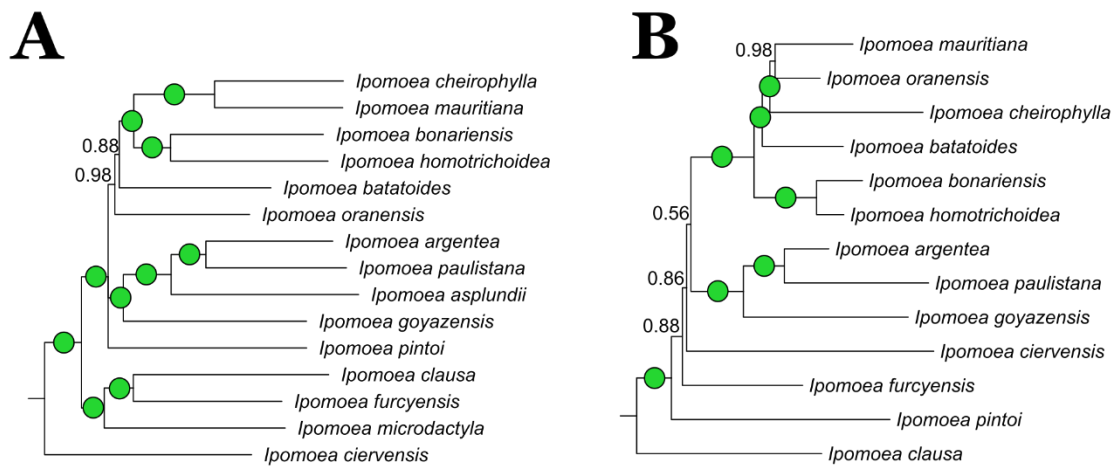 A
Ipomoea cheirophylla
Ipomoea mauritiana
Ipomoea bonariensis
0.88
Ipomoea homotrichoidea
0.98
Ipomoea batatoides
Ipomoea oranensis
Ipomoea argentea
Ipomoea paulistana
Ipomoea asplundii
Ipomoea goyazensis
Ipomoea pintoi
Ipomoea clausa
Ipomoea furcyensis
Ipomoea microdactyla
Ipomoea ciervensis
B
0.98
Ipomoea mauritiana
Ipomoea oranensis
Ipomoea cheirophylla
Ipomoea batatoides
Ipomoea bonariensis
0.56
Ipomoea homotrichoidea
Ipomoea argentea
0.86
Ipomoea paulistana
Ipomoea goyazensis
0.88
Ipomoea ciervensis
Ipomoea furcyensis
Ipomoea pintoi
Ipomoea clausa